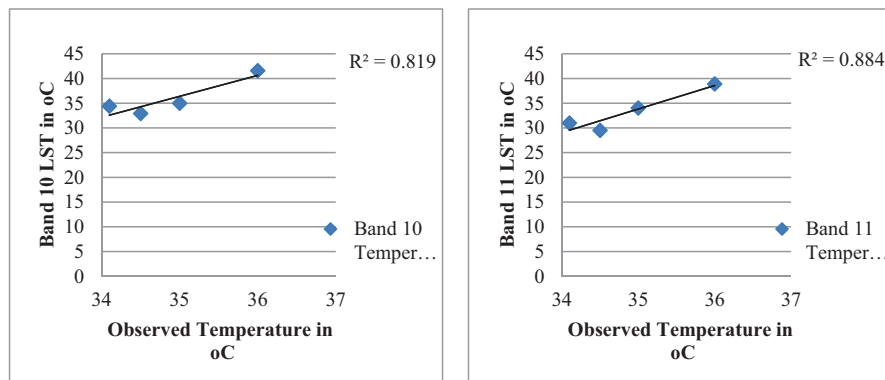 45
40
35
30
25
20
15
10
5
0
Band 10 LST in oC
R² = 0.819
Band 10
Temper...
34 35 36 37
Observed Temperature in
oC
45
40
35
30
25
20
15
10
5
0
Band 11 LST in oC
R² = 0.884
Band 11
Temper...
34 35 36 37
Observed Temperature in
oC